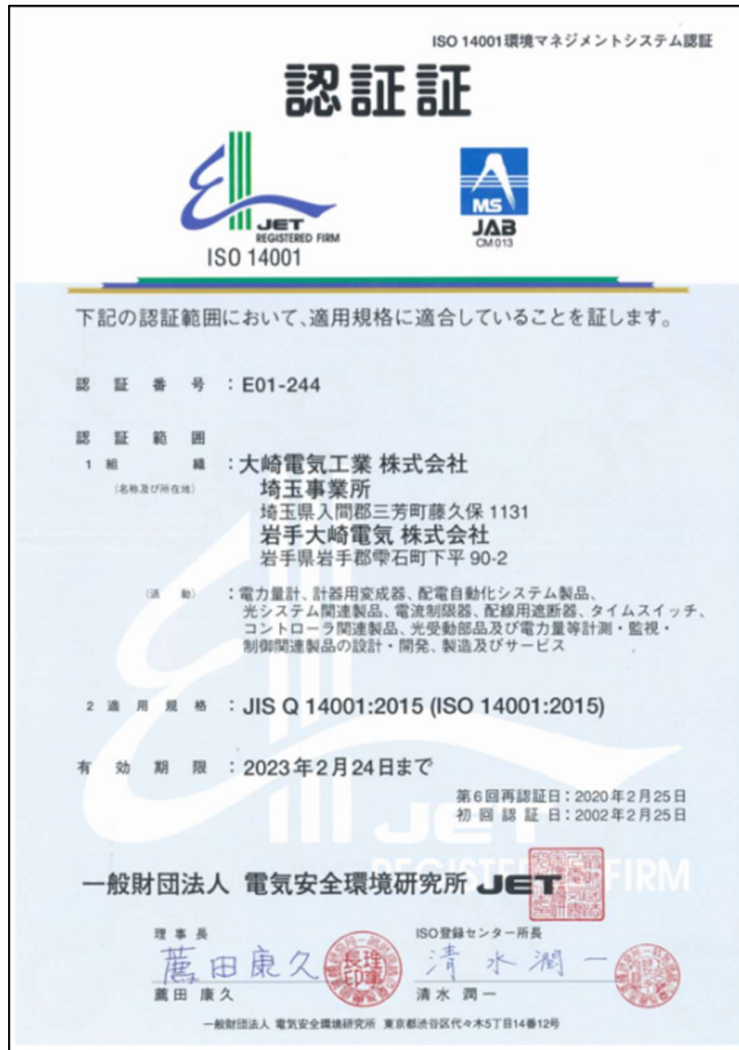 ISO 14001環境マネジメントシステム認証
認証証
JET
REGISTERED FIRM
ISO 14001
MS
JAB
CM013
下記の認証範囲において、適用規格に適合していることを証します。
認証番号：E01-244
認証範囲
1 組織：大崎電気工業 株式会社
（名称及び所在地）　埼玉事業所
埼玉県入間郡三芳町藤久保 1131
岩手大崎電気 株式会社
岩手県岩手郡雫石町下平 90-2
（活動）：電力量計、計器用変成器、配電自動化システム製品、
光システム関連製品、電流制限器、配線用遮断器、タイムスイッチ、
コントローラ関連製品、光受動部品及び電力量等計測・監視・
制御関連製品の設計・開発、製造及びサービス
2 適用規格：JIS Q 14001:2015 (ISO 14001:2015)
有効期限：2023年2月24日まで
第6回再認証日：2020年2月25日
初回認証日：2002年2月25日
JET
REGISTERED FIRM
一般財団法人 電気安全環境研究所 JET
理事長　ISO登録センター所長
薦田康久　清水潤一
薦田 康久　清水 潤一
一般財団法人 電気安全環境研究所 東京都渋谷区代々木5丁目14番12号